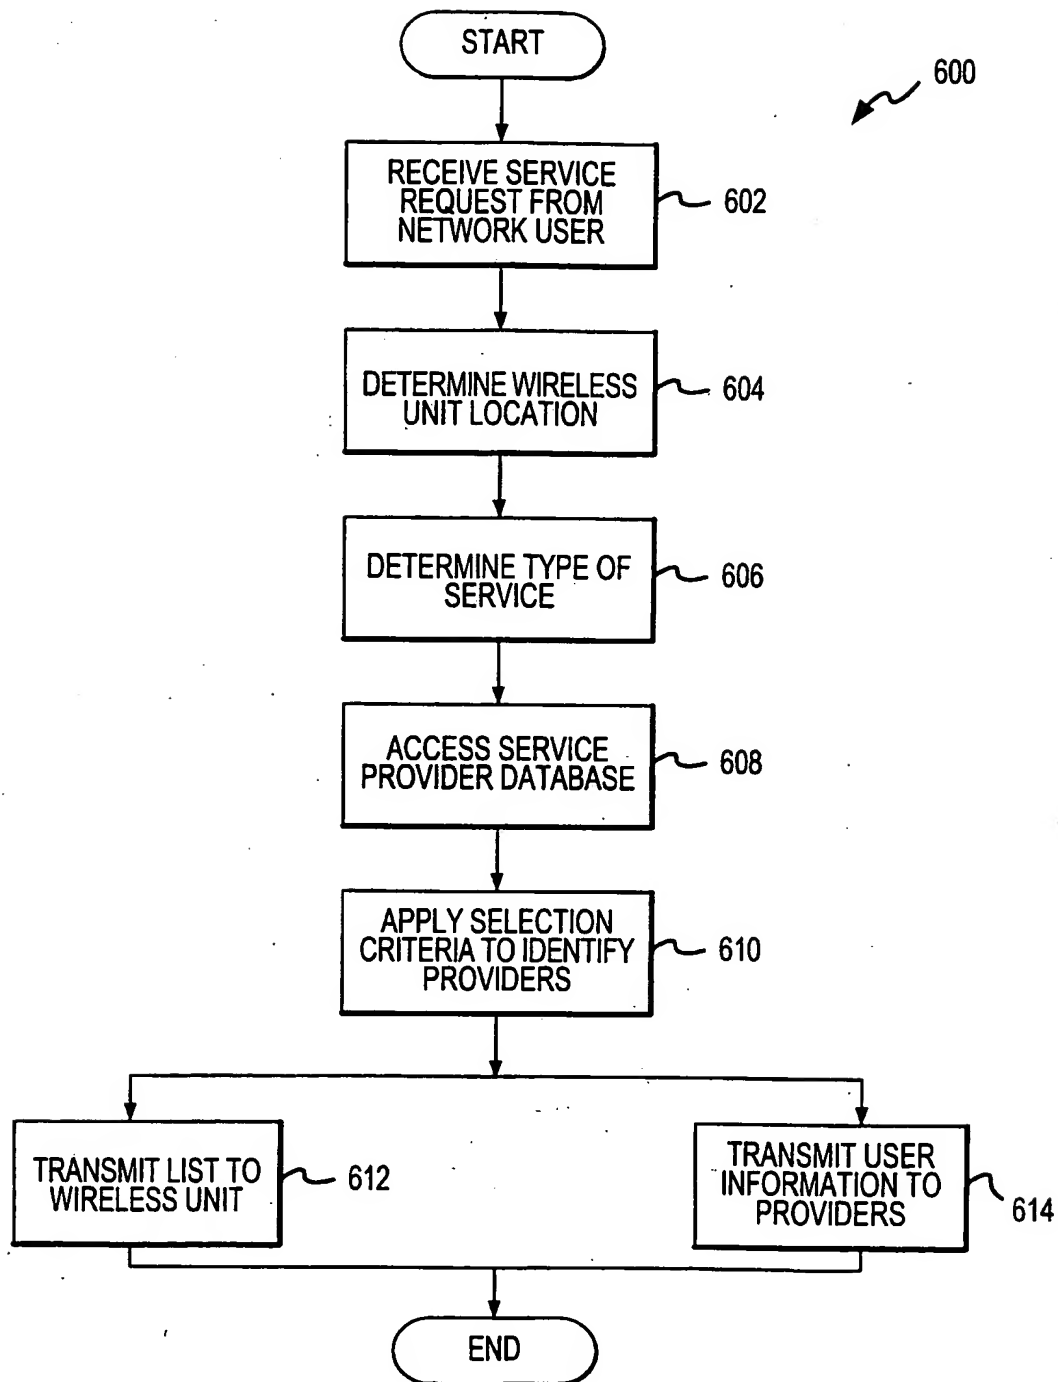 START
600
RECEIVE SERVICE
REQUEST FROM
NETWORK USER
602
DETERMINE WIRELESS
UNIT LOCATION
604
DETERMINE TYPE OF
SERVICE
606
ACCESS SERVICE
PROVIDER DATABASE
608
APPLY SELECTION
CRITERIA TO IDENTIFY
PROVIDERS
610
TRANSMIT LIST TO
WIRELESS UNIT
612
TRANSMIT USER
INFORMATION TO
PROVIDERS
614
END